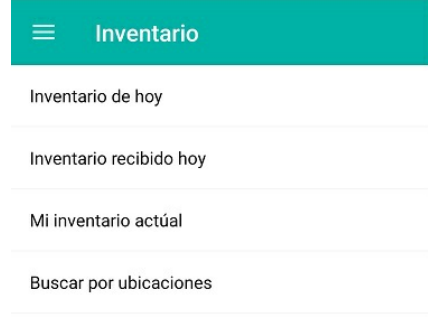 Inventario
Inventario de hoy
Inventario recibido hoy
Mi inventario actúal
Buscar por ubicaciones